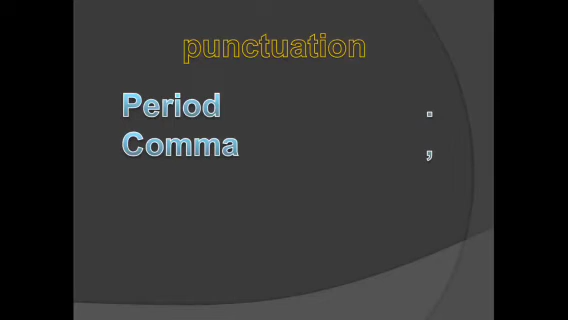 punctuation
Period .
Comma ,